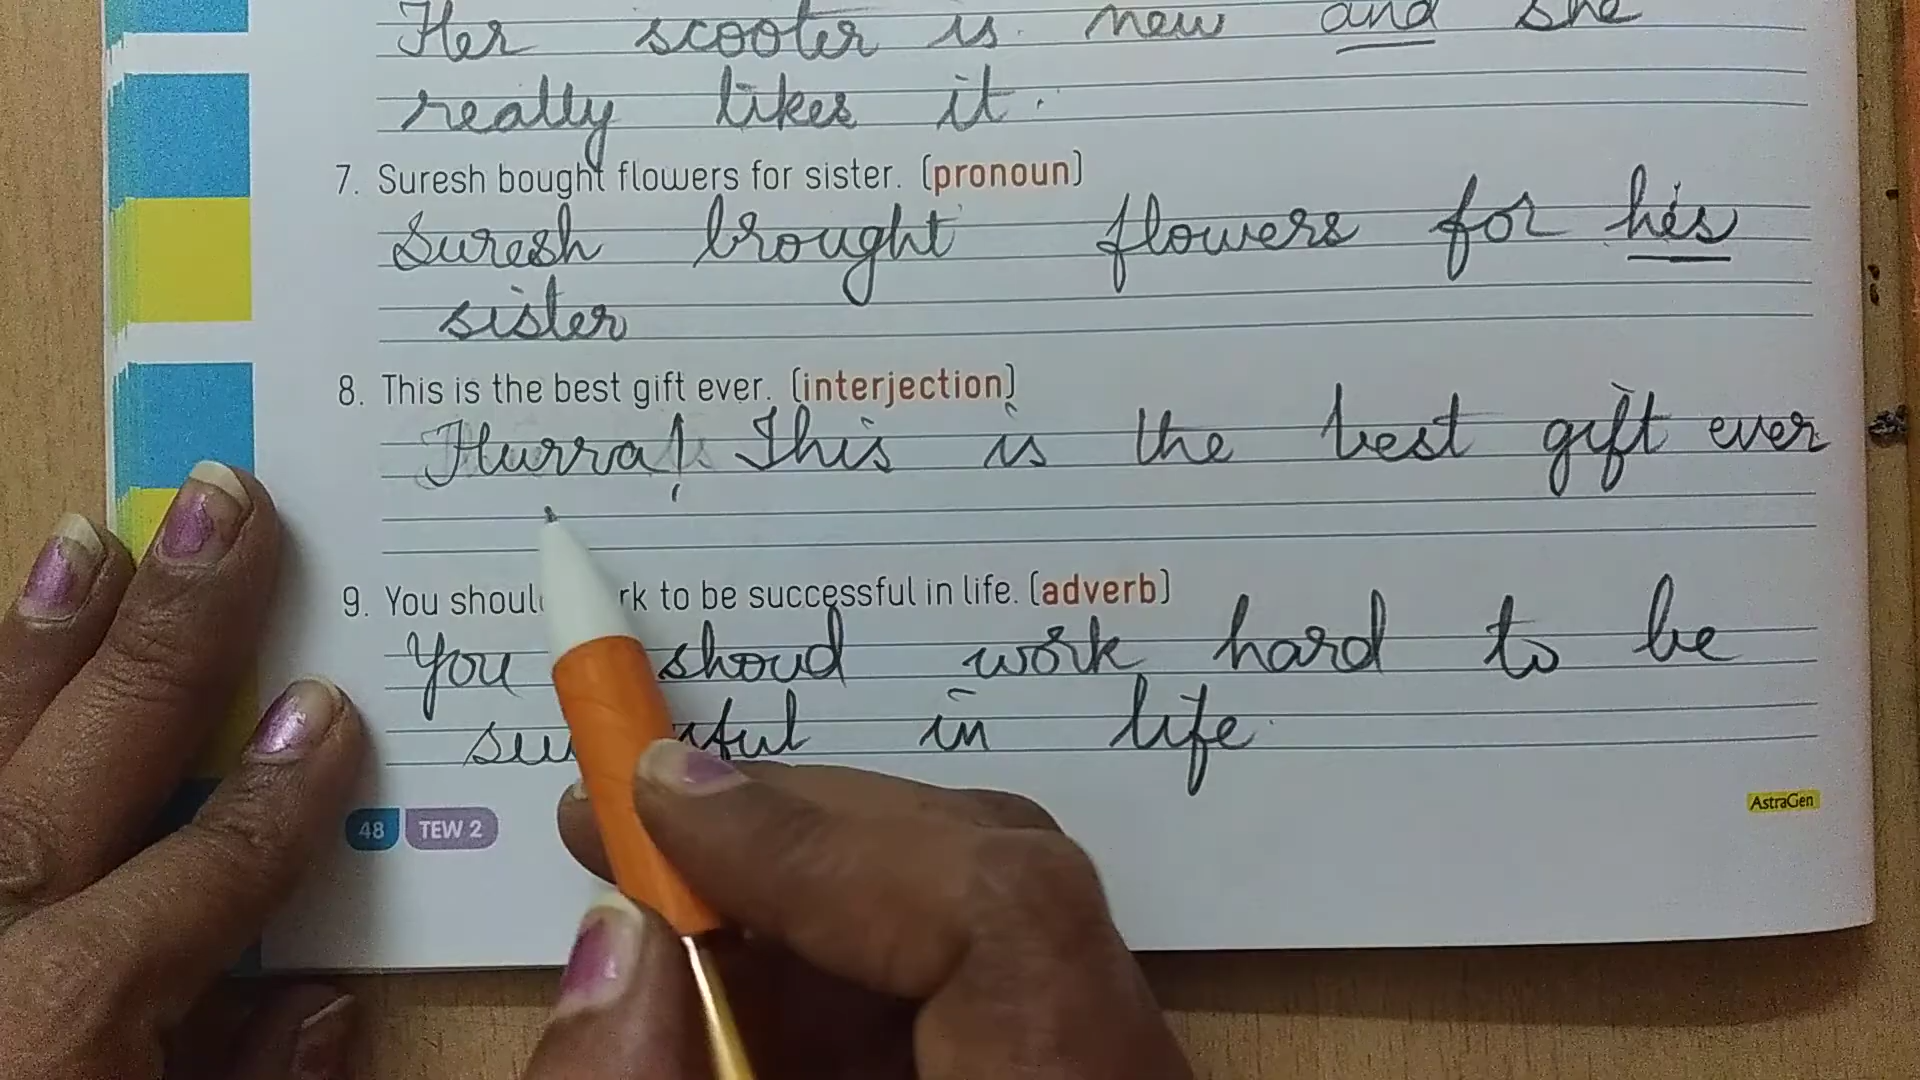 Her scooter is new and she
really likes it.
7. Suresh bought flowers for sister. (pronoun)
Suresh brought flowers for his
sister
8. This is the best gift ever. (interjection)
Hurra! This is the best gift ever
9. You shoul rk to be successful in life. (adverb)
You shoud work hard to be
su ful in life
48 TEW 2
AstraGen